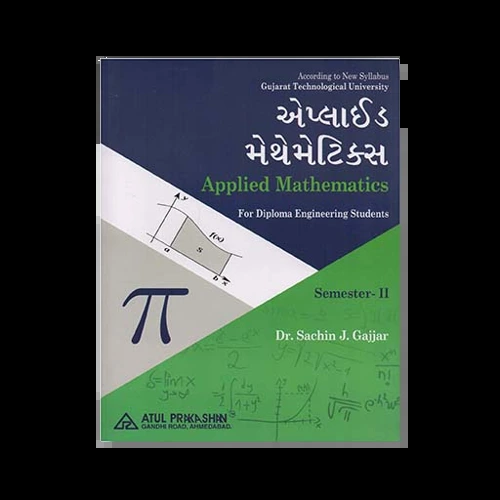 According to New Syllabus
Gujarat Technological University
એપ્લાઈડ
મેથેમેટિક્સ
Applied Mathematics
For Diploma Engineering Students
y
f(x)
S
a
b
x
π
Semester- II
Dr. Sachin J. Gajjar
ATUL PRAKASHAN
GANDHI ROAD, AHMEDABAD.